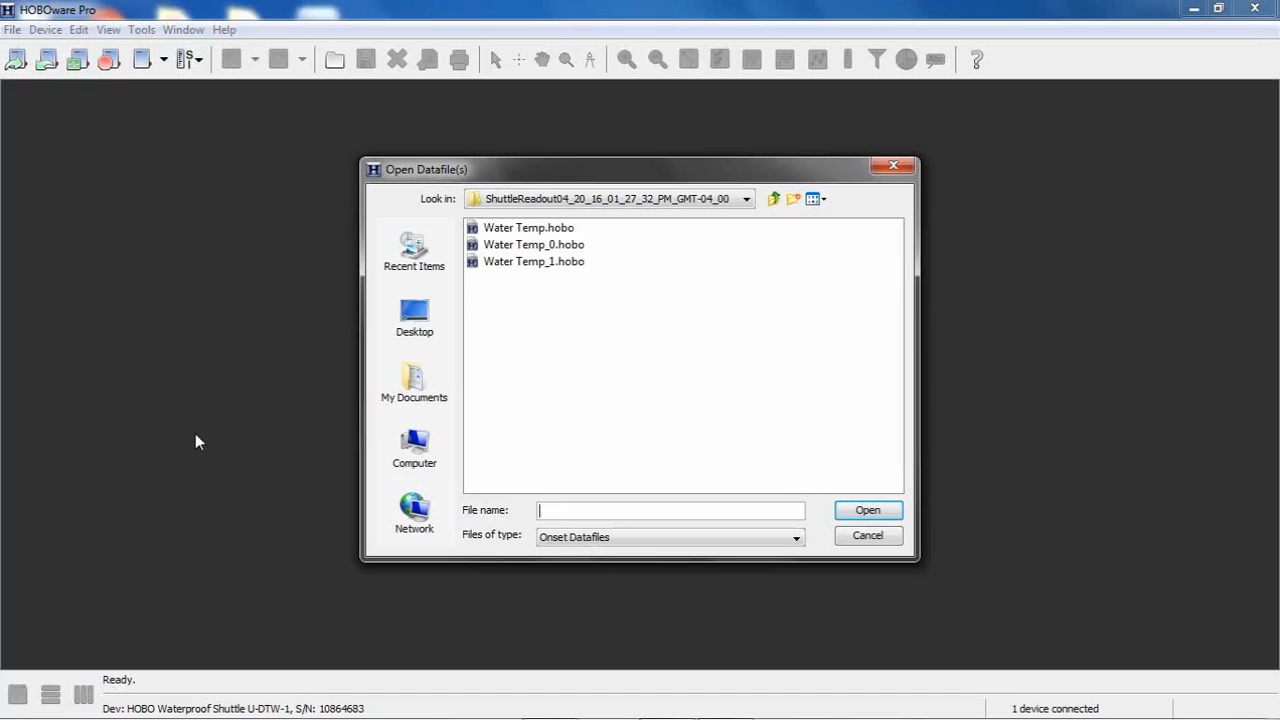 HOBOware Pro
File Device Edit View Tools Window Help
Open Datafile(s)
Look in: ShuttleReadout04_20_16_01_27_32_PM_GMT-04_00
Water Temp.hobo
Water Temp_0.hobo
Water Temp_1.hobo
Recent Items
Desktop
My Documents
Computer
Network
File name: Open
Files of type: Onset Datafiles Cancel
Ready.
Dev: HOBO Waterproof Shuttle U-DTW-1, S/N: 10864683 1 device connected